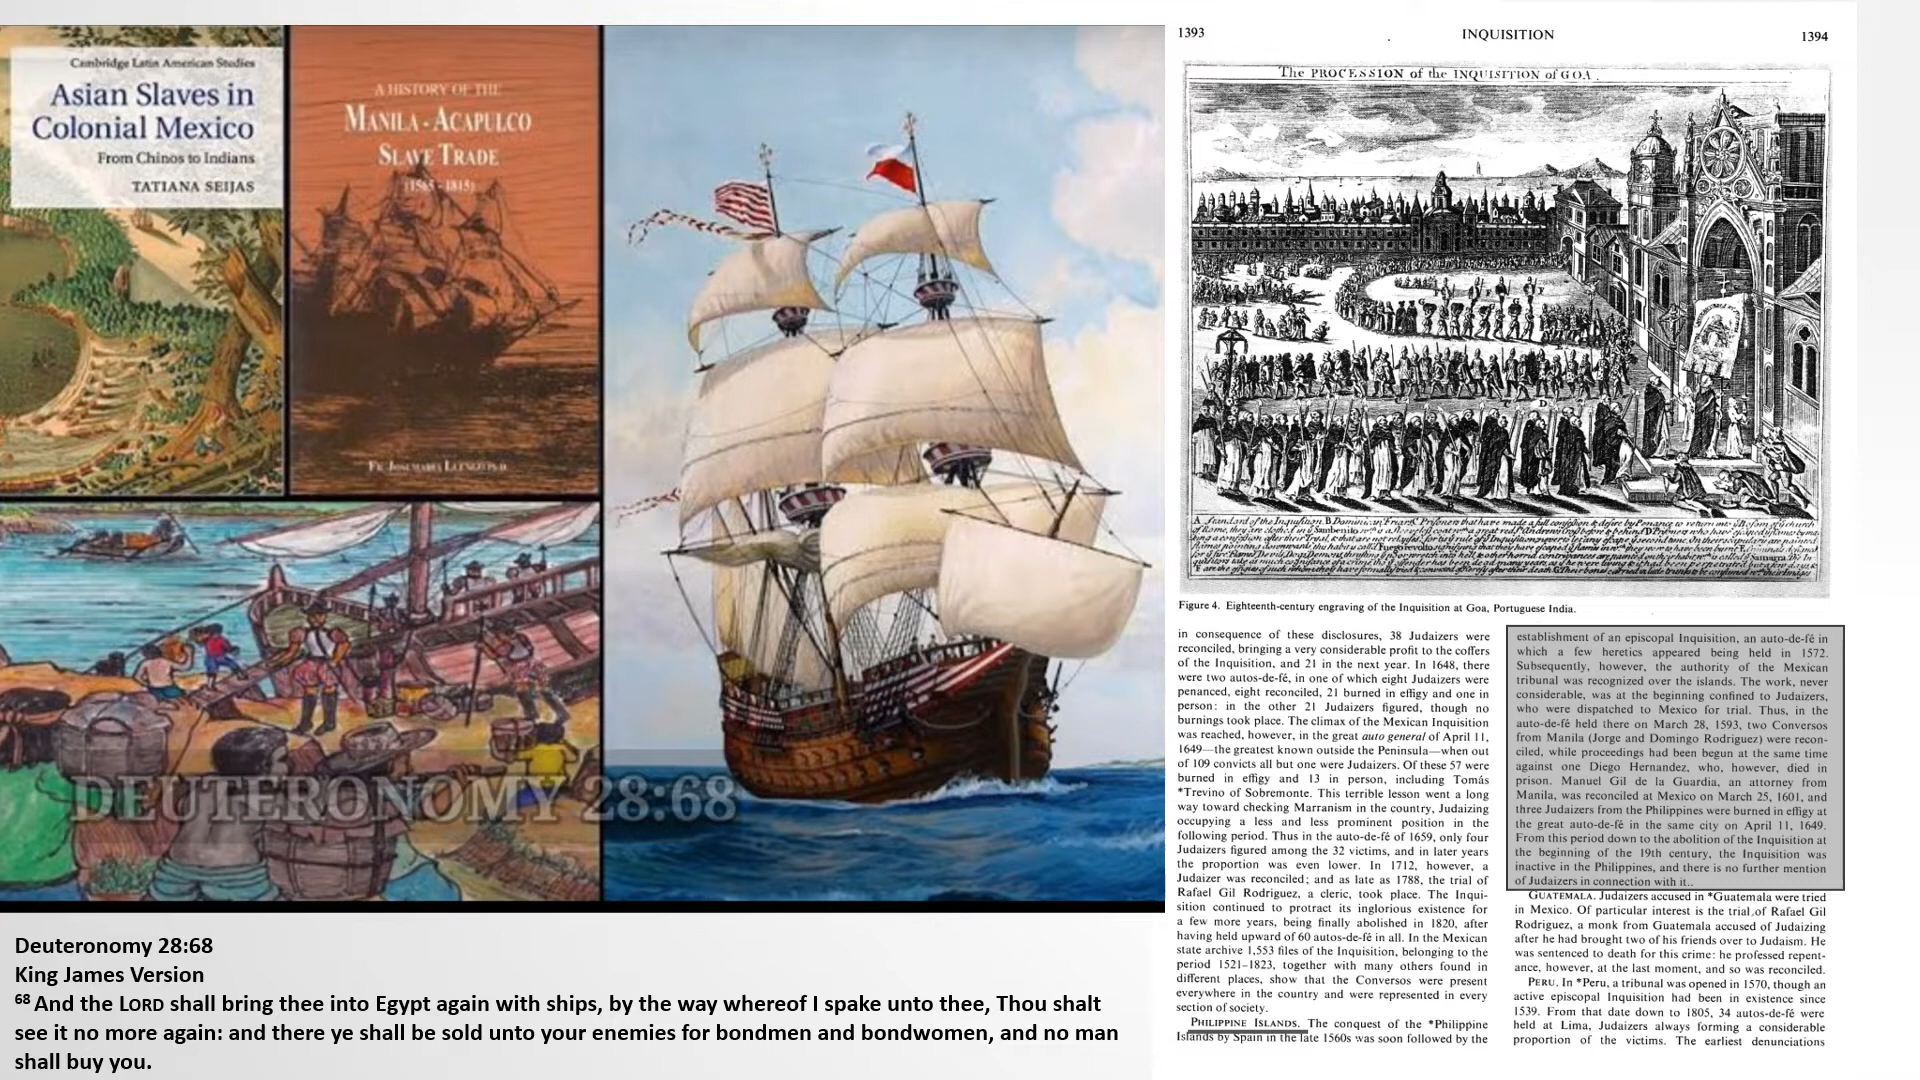 Cambridge Latin American Studies
Asian Slaves in
Colonial Mexico
From Chinos to Indians
TATIANA SEIJAS
A HISTORY OF THE
MANILA - ACAPULCO
SLAVE TRADE
(1565 - 1815)
DEUTERONOMY 28:68
Deuteronomy 28:68
King James Version
68 And the LORD shall bring thee into Egypt again with ships, by the way whereof I spake unto thee, Thou shalt
see it no more again: and there ye shall be sold unto your enemies for bondmen and bondwomen, and no man
shall buy you.
1393
INQUISITION
1394
The PROCESSION of the INQUISITION of GOA.
A Standard of the Inquisition. B Dominican Friars
Figure 4. Eighteenth-century engraving of the Inquisition at Goa, Portuguese India.
in consequence of these disclosures, 38 Judaizers were
reconciled, bringing a very considerable profit to the coffers
of the Inquisition, and 21 in the next year. In 1648, there
were two autos-de-fé, in one of which eight Judaizers were
penanced, eight reconciled, 21 burned in effigy and one in
person: in the other 21 Judaizers figured, though no
burnings took place. The climax of the Mexican Inquisition
was reached, however, in the great auto general of April 11,
1649—the greatest known outside the Peninsula—when out
of 109 convicts all but one were Judaizers. Of these 57 were
burned in effigy and 13 in person, including Tomás
*Trevino of Sobremonte. This terrible lesson went a long
way toward checking Marranism in the country, Judaizing
occupying a less and less prominent position in the
following period. Thus in the auto-de-fé of 1659, only four
Judaizers figured among the 32 victims, and in later years
the proportion was even lower. In 1712, however, a
Judaizer was reconciled; and as late as 1788, the trial of
Rafael Gil Rodriguez, a cleric, took place. The Inqui-
sition continued to protract its inglorious existence for
a few more years, being finally abolished in 1820, after
having held upward of 60 autos-de-fé in all. In the Mexican
state archive 1,553 files of the Inquisition, belonging to the
period 1521–1823, together with many others found in
different places, show that the Conversos were present
everywhere in the country and were represented in every
section of society.
PHILIPPINE ISLANDS. The conquest of the *Philippine
Islands by Spain in the late 1560s was soon followed by the
establishment of an episcopal Inquisition, an auto-de-fé in
which a few heretics appeared being held in 1572.
Subsequently, however, the authority of the Mexican
tribunal was recognized over the islands. The work, never
considerable, was at the beginning confined to Judaizers,
who were dispatched to Mexico for trial. Thus, in the
auto-de-fé held there on March 28, 1593, two Conversos
from Manila (Jorge and Domingo Rodriguez) were recon-
ciled, while proceedings had been begun at the same time
against one Diego Hernandez, who, however, died in
prison. Manuel Gil de la Guardia, an attorney from
Manila, was reconciled at Mexico on March 25, 1601, and
three Judaizers from the Philippines were burned in effigy at
the great auto-de-fé in the same city on April 11, 1649.
From this period down to the abolition of the Inquisition at
the beginning of the 19th century, the Inquisition was
inactive in the Philippines, and there is no further mention
of Judaizers in connection with it..
GUATEMALA. Judaizers accused in *Guatemala were tried
in Mexico. Of particular interest is the trial of Rafael Gil
Rodriguez, a monk from Guatemala accused of Judaizing
after he had brought two of his friends over to Judaism. He
was sentenced to death for this crime: he professed repent-
ance, however, at the last moment, and so was reconciled.
PERU. In *Peru, a tribunal was opened in 1570, though an
active episcopal Inquisition had been in existence since
1539. From that date down to 1805, 34 autos-de-fé were
held at Lima, Judaizers always forming a considerable
proportion of the victims. The earliest denunciations